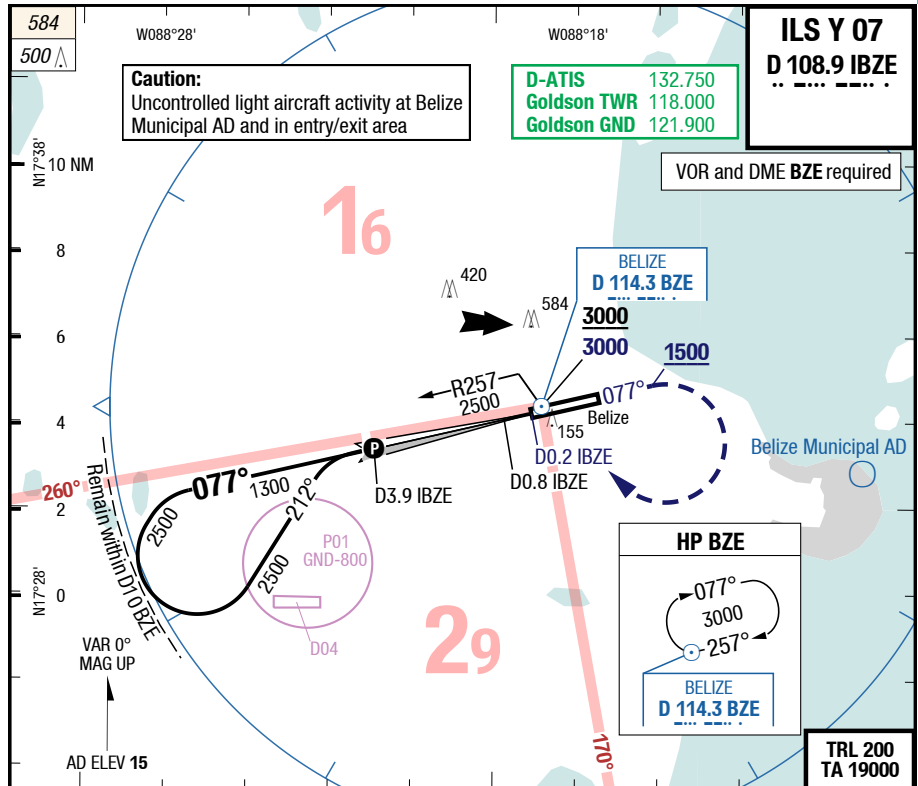 584
500
W088°28'
W088°18'
ILS Y 07
D 108.9 IBZE
Caution:
Uncontrolled light aircraft activity at Belize
Municipal AD and in entry/exit area
D-ATIS 132.750
Goldson TWR 118.000
Goldson GND 121.900
VOR and DME BZE required
N17°38'
10 NM
8
6
4
2
0
N17°28'
16
420
584
BELIZE
D 114.3 BZE
3000
3000
1500
R257
2500
077°
Belize
155
D0.2 IBZE
D0.8 IBZE
Belize Municipal AD
P
D3.9 IBZE
260°
077°
1300
212°
2500
2500
Remain within D10 BZE
P01
GND-800
D04
29
170°
HP BZE
077°
3000
257°
BELIZE
D 114.3 BZE
VAR 0°
MAG UP
AD ELEV 15
TRL 200
TA 19000